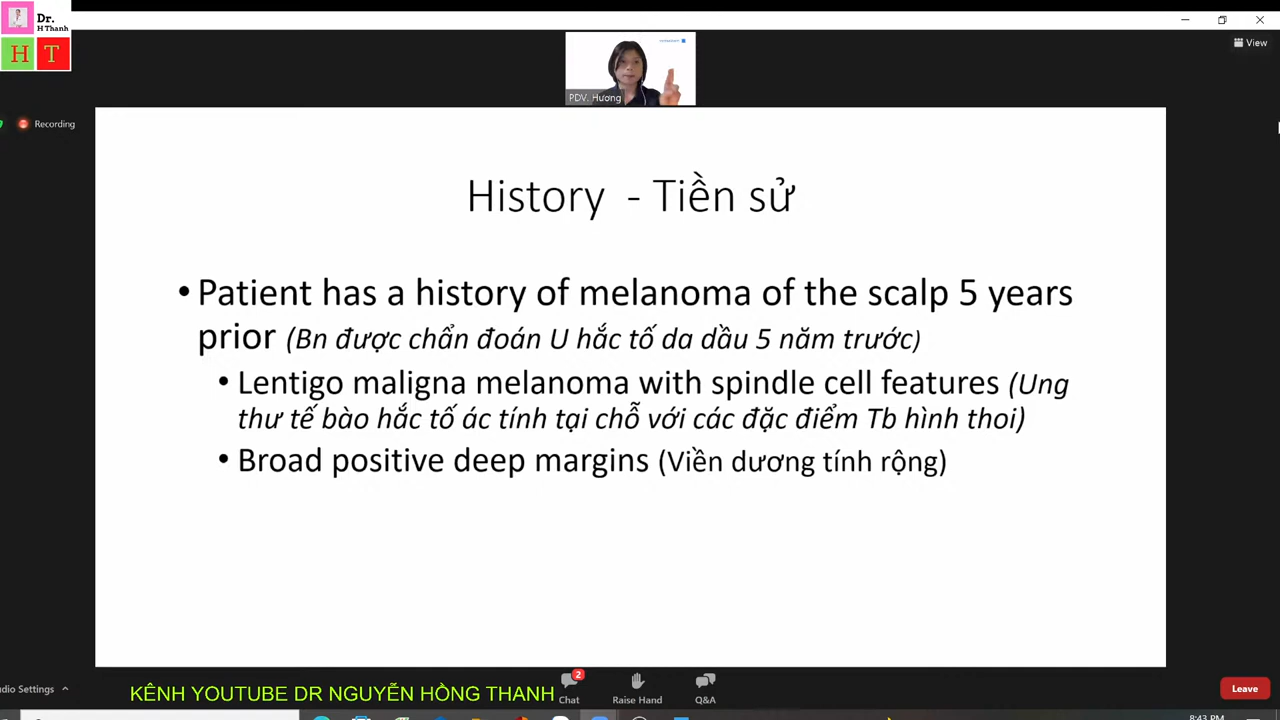 Dr.
H Thanh
H T
View
PDV. Hương
Recording
History - Tiền sử
• Patient has a history of melanoma of the scalp 5 years
prior (Bn được chẩn đoán U hắc tố da dầu 5 năm trước)
• Lentigo maligna melanoma with spindle cell features (Ung
thư tế bào hắc tố ác tính tại chỗ với các đặc điểm Tb hình thoi)
• Broad positive deep margins (Viền dương tính rộng)
dio Settings
KÊNH YOUTUBE DR NGUYỄN HỒNG THANH
2
Chat
Raise Hand
Q&A
Leave
8:43 PM